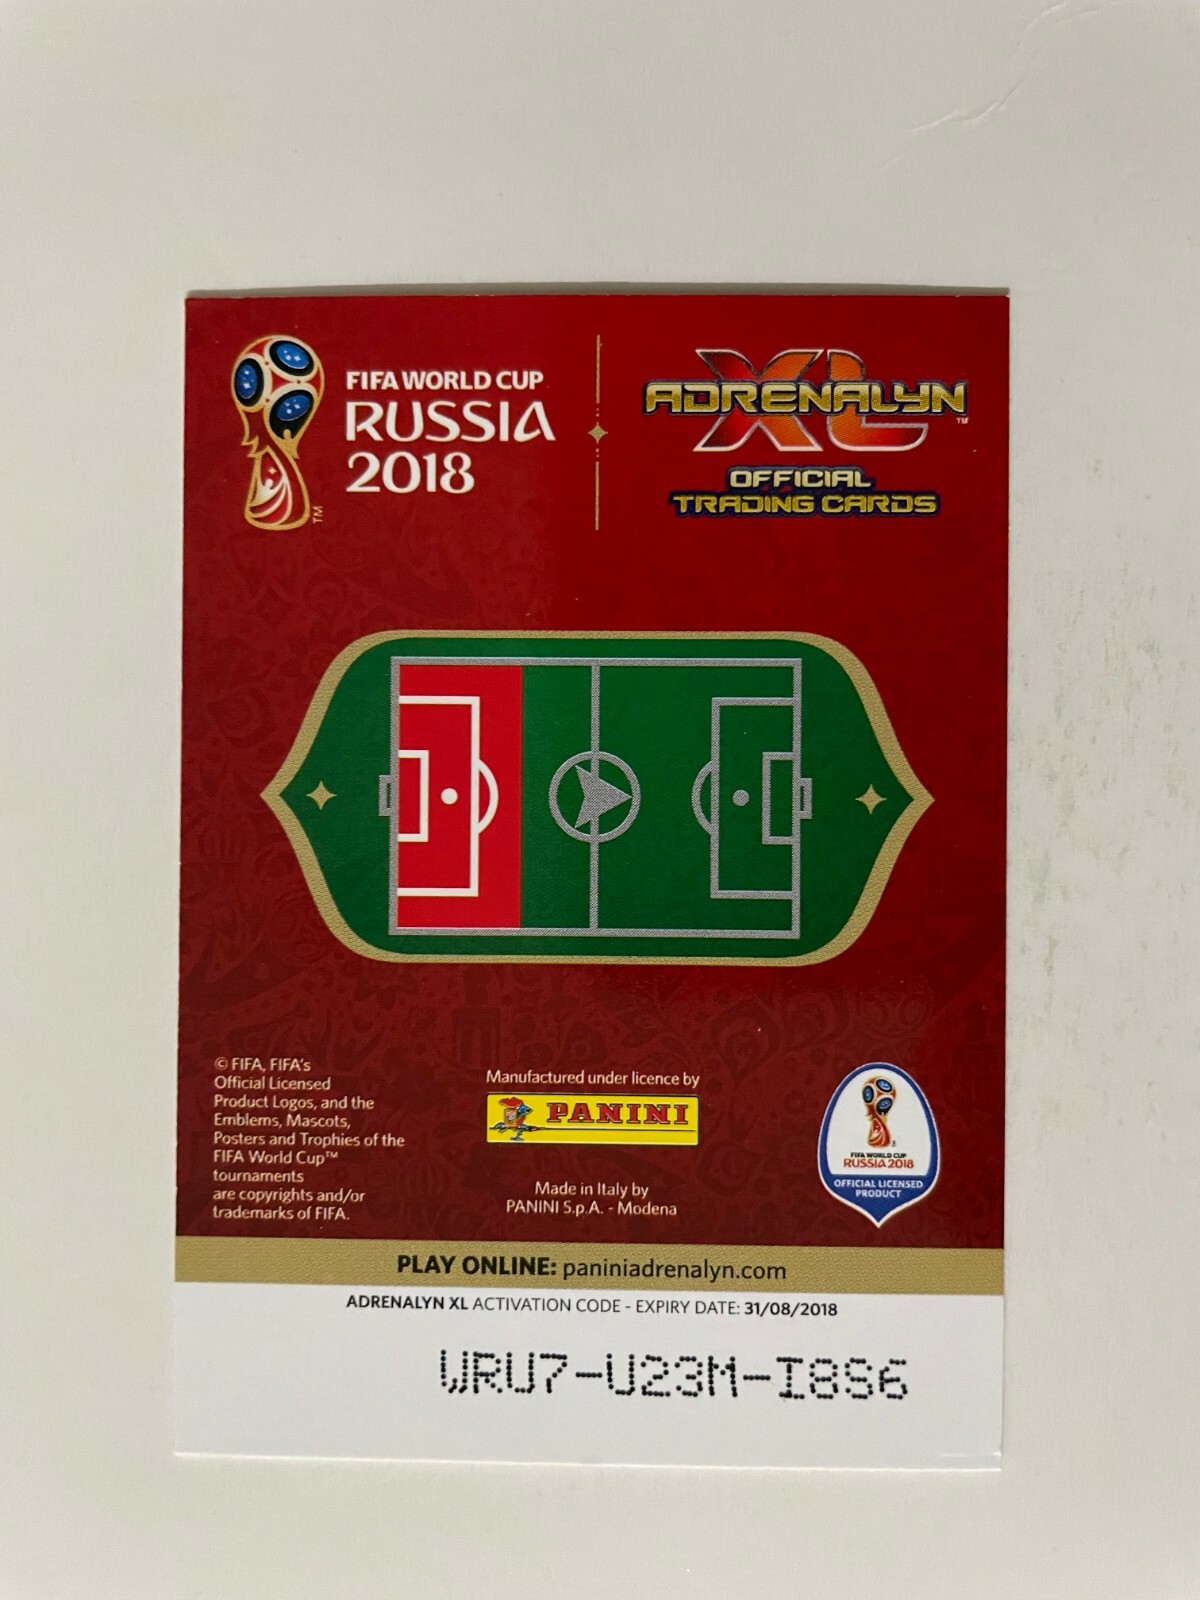 FIFA WORLD CUP
RUSSIA
2018
TM
XL
ADRENALYN
TM
OFFICIAL
TRADING CARDS
© FIFA, FIFA's
Official Licensed
Product Logos, and the
Emblems, Mascots,
Posters and Trophies of the
FIFA World Cup™
tournaments
are copyrights and/or
trademarks of FIFA.
Manufactured under licence by
PANINI
Made in Italy by
PANINI S.p.A. - Modena
FIFA WORLD CUP
RUSSIA 2018
OFFICIAL LICENSED
PRODUCT
PLAY ONLINE: paniniadrenalyn.com
ADRENALYN XL ACTIVATION CODE - EXPIRY DATE: 31/08/2018
WRU7-U23M-I8S6